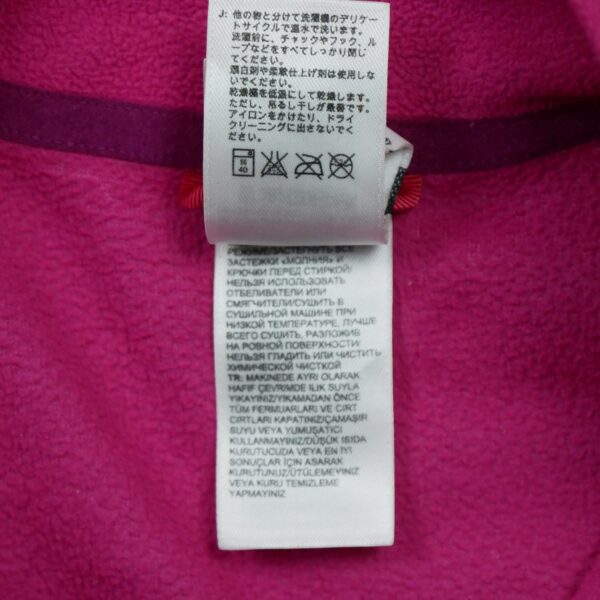 J: 他の物と分けて洗濯機のデリケー
トサイクルで温水で洗います。
洗濯前に、チャックやフック、ル
ープなどをすべてしっかり閉じ
てください。
漂白剤や柔軟仕上げ剤は使用しな
いでください。
乾燥機を低温にして乾燥します。
ただし、吊るし干しが最善です。
アイロンをかけたり、ドライ
クリーニングに出さないでくだ
さい。
40
РЕЖИМЕ/ЗАСТЕГНУТЬ ВСЕ
ЗАСТЕЖКИ «МОЛНИЯ» И
КРЮЧКИ ПЕРЕД СТИРКОЙ/
НЕЛЬЗЯ ИСПОЛЬЗОВАТЬ
ОТБЕЛИВАТЕЛИ ИЛИ
СМЯГЧИТЕЛИ/СУШИТЬ В
СУШИЛЬНОЙ МАШИНЕ ПРИ
НИЗКОЙ ТЕМПЕРАТУРЕ, ЛУЧШЕ
ВСЕГО СУШИТЬ, РАЗЛОЖИВ
НА РОВНОЙ ПОВЕРХНОСТИ/
НЕЛЬЗЯ ГЛАДИТЬ ИЛИ ЧИСТИТЬ
ХИМИЧЕСКОЙ ЧИСТКОЙ
TR: MAKINEDE AYRI OLARAK
HAFIF ÇEVRIMDE ILIK SUYLA
YIKAYINIZ/YIKAMADAN ÖNCE
TÜM FERMUARLARI VE CIRT
CIRTLARI KAPATINIZ/ÇAMAŞIR
SUYU VEYA YUMUŞATICI
KULLANMAYINIZ/DÜŞÜK ISIDA
KURUTUCUDA VEYA EN İYİ
SONUÇLAR İÇİN ASARAK
KURUTUNUZ/ÜTÜLEMEYINIZ
VEYA KURU TEMIZLEME
YAPMAYINIZ